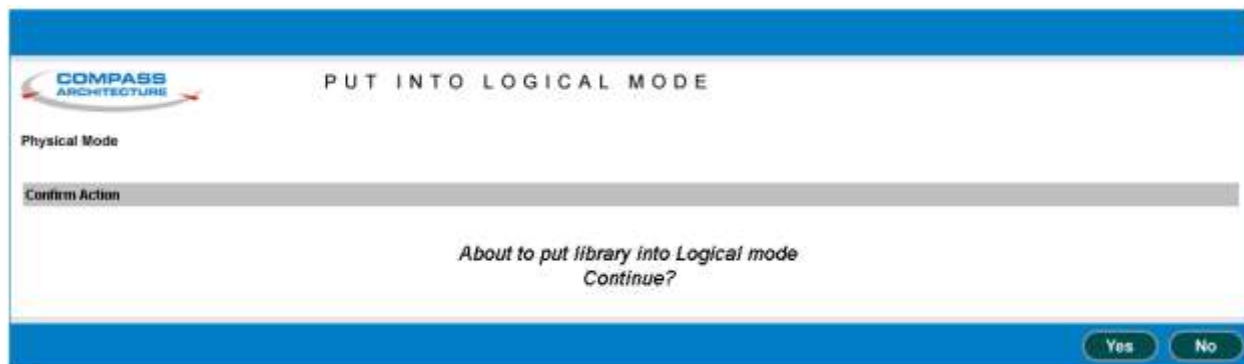 COMPASS
ARCHITECTURE
PUT INTO LOGICAL MODE
Physical Mode
Confirm Action
About to put library into Logical mode
Continue?
Yes No